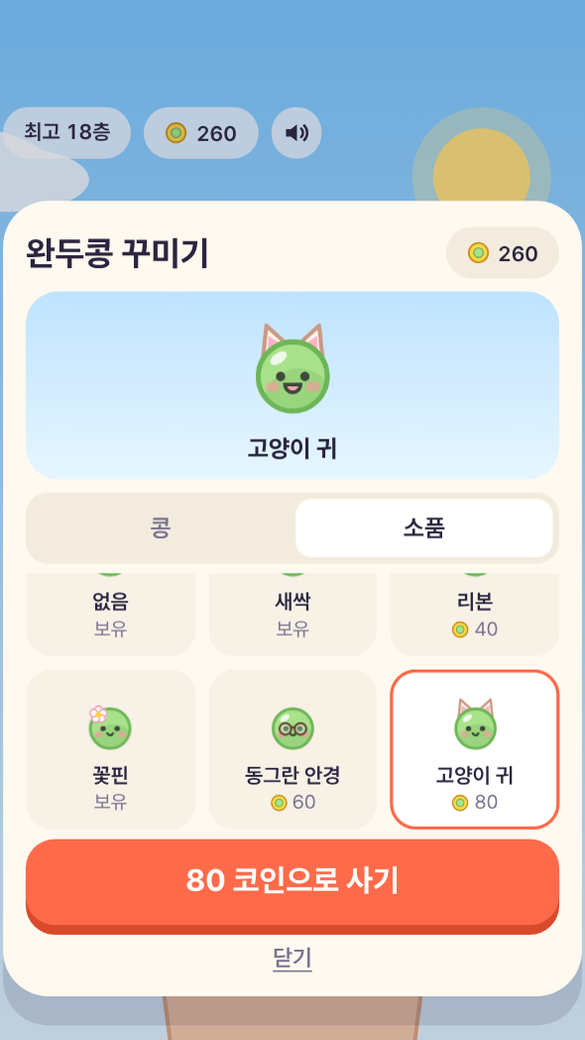 최고 18층
260
완두콩 꾸미기
260
고양이 귀
콩
소품
없음
보유
새싹
보유
리본
40
꽃핀
보유
동그란 안경
60
고양이 귀
80
80 코인으로 사기
닫기